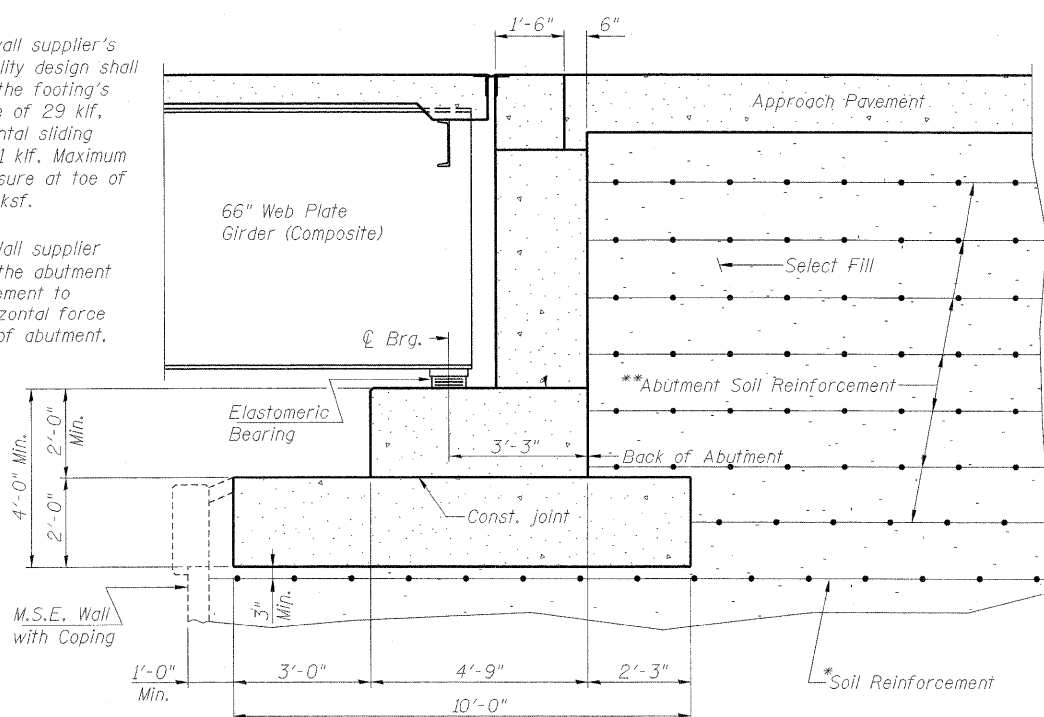 all supplier's
lity design shall
the footing's
e of 29 klf,
ntal sliding
1 klf. Maximum
sure at toe of
ksf.
all supplier
the abutment
ement to
zontal force
of abutment.
1'-6"
6"
Approach Pavement
66" Web Plate
Girder (Composite)
Select Fill
℄ Brg.
**Abutment Soil Reinforcement
Elastomeric
Bearing
3'-3"
Back of Abutment
4'-0" Min.
2'-0"
Min.
2'-0"
Const. joint
3"
Min.
M.S.E. Wall
with Coping
1'-0"
Min.
3'-0"
4'-9"
2'-3"
*Soil Reinforcement
10'-0"